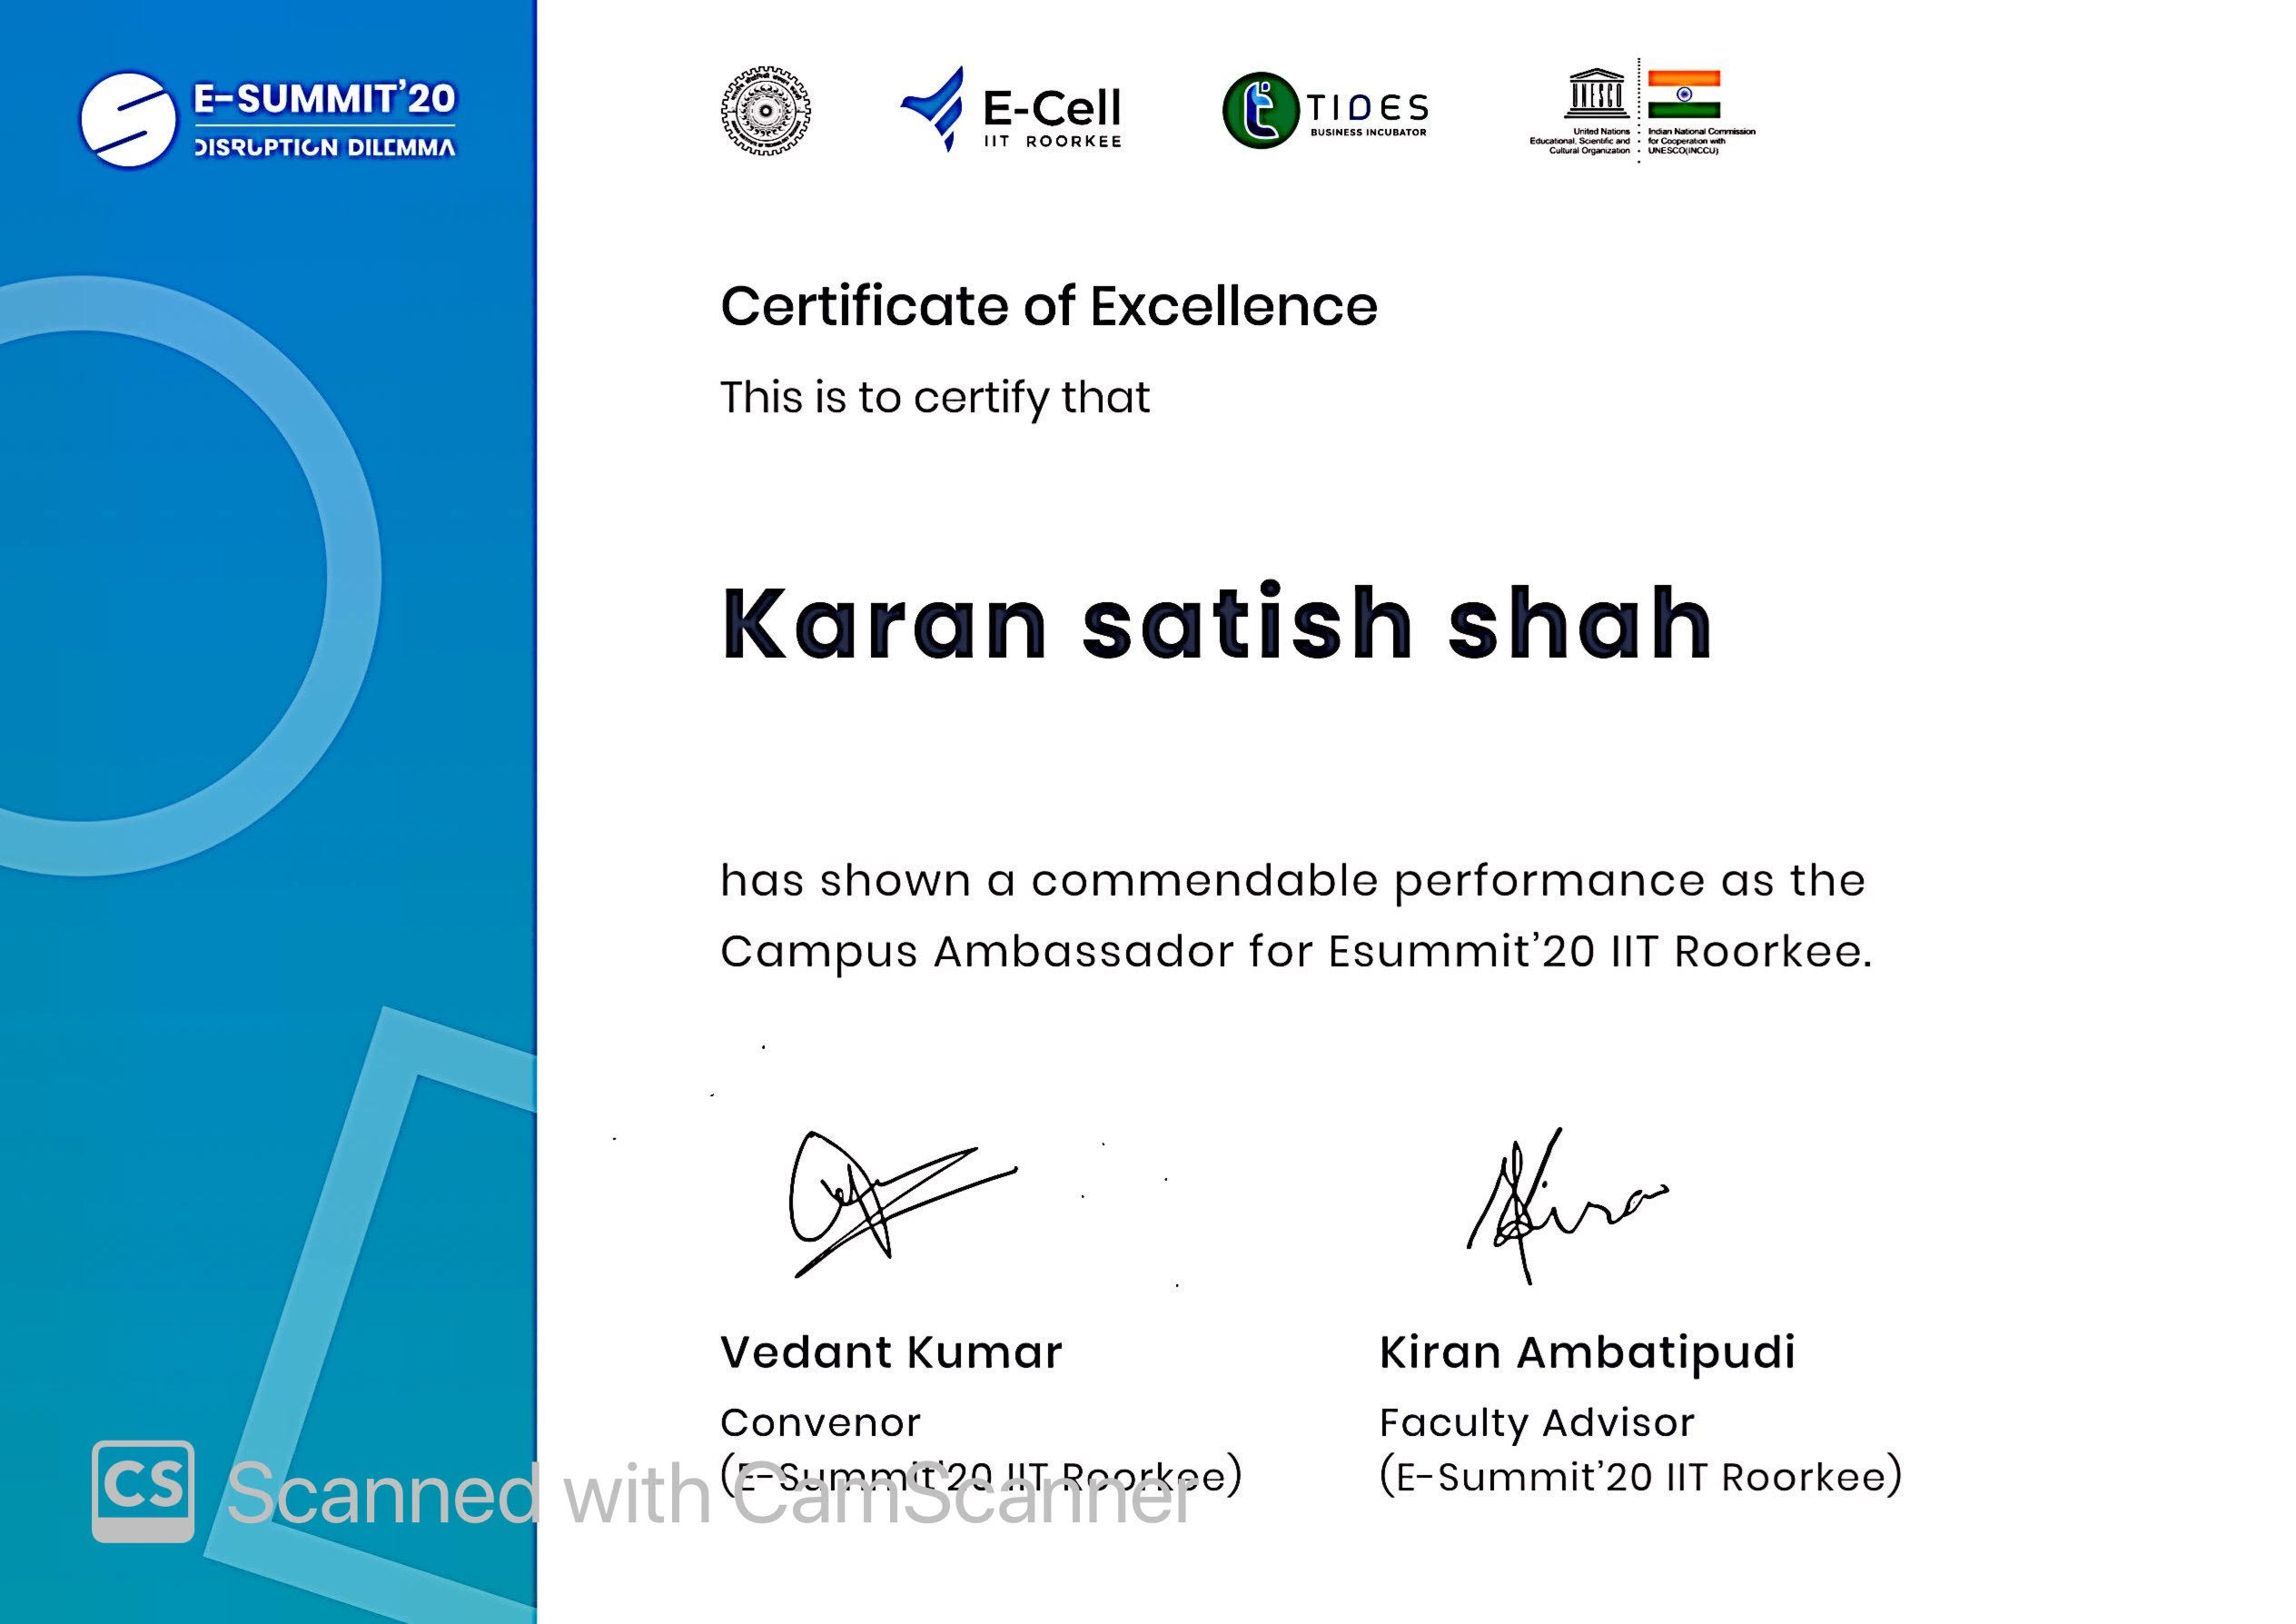 E-SUMMIT'20
DISRUPTION DILEMMA
E-Cell
IIT ROORKEE
TIDES
BUSINESS INCUBATOR
UNESCO
United Nations
Educational, Scientific and
Cultural Organization
Indian National Commission
for Cooperation with
UNESCO(INCCU)
Certificate of Excellence
This is to certify that
Karan satish shah
has shown a commendable performance as the
Campus Ambassador for Esummit'20 IIT Roorkee.
Vedant Kumar
Convenor
(E-Summit'20 IIT Roorkee)
Kiran Ambatipudi
Faculty Advisor
(E-Summit'20 IIT Roorkee)
CS Scanned with CamScanner